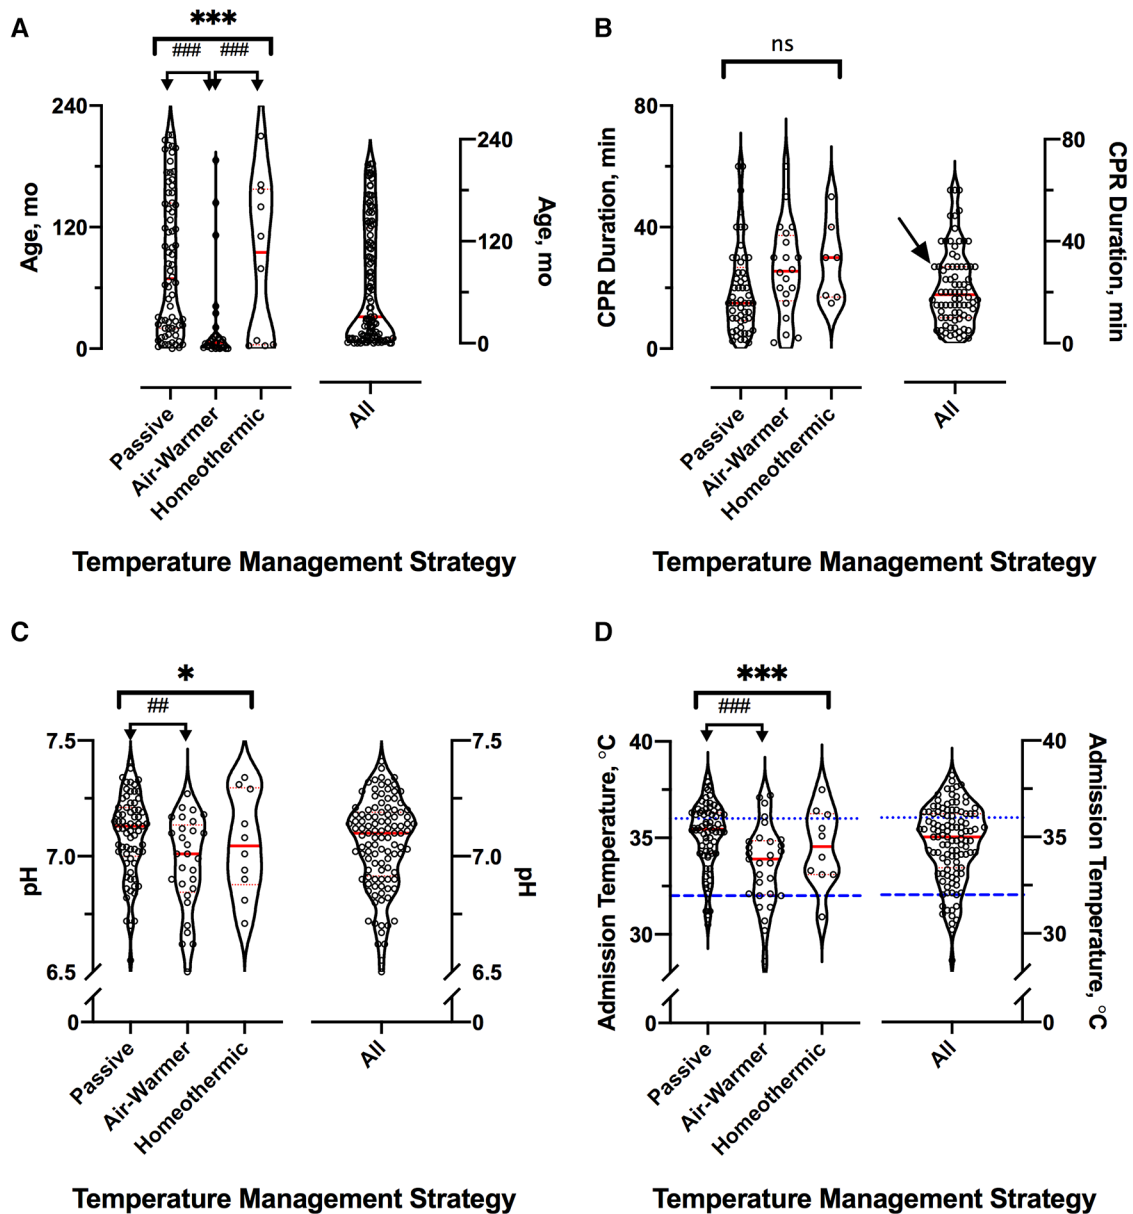 A
***
### ###
240
120
0
Age, mo
240
120
0
Age, mo
Passive
Air-Warmer
Homeothermic
All
Temperature Management Strategy
B
ns
80
40
0
CPR Duration, min
80
40
0
CPR Duration, min
Passive
Air-Warmer
Homeothermic
All
Temperature Management Strategy
C
*
##
7.5
7.0
6.5
0
pH
7.5
7.0
6.5
0
pH
Passive
Air-Warmer
Homeothermic
All
Temperature Management Strategy
D
***
###
40
35
30
0
Admission Temperature, °C
40
35
30
0
Admission Temperature, °C
Passive
Air-Warmer
Homeothermic
All
Temperature Management Strategy